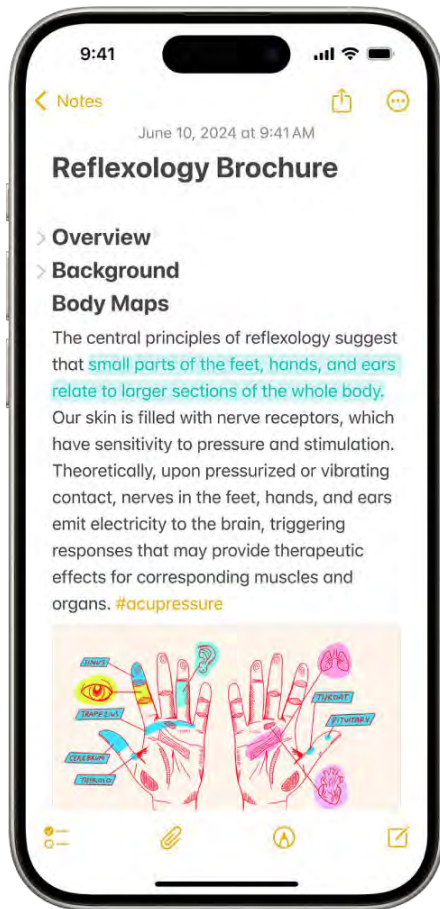 9:41
Notes
June 10, 2024 at 9:41 AM
Reflexology Brochure
Overview
Background
Body Maps
The central principles of reflexology suggest
that small parts of the feet, hands, and ears
relate to larger sections of the whole body.
Our skin is filled with nerve receptors, which
have sensitivity to pressure and stimulation.
Theoretically, upon pressurized or vibrating
contact, nerves in the feet, hands, and ears
emit electricity to the brain, triggering
responses that may provide therapeutic
effects for corresponding muscles and
organs. #acupressure
SINUS
TRAPEZIUS
CEREBRUM
THYROID
THROAT
PITUITARY